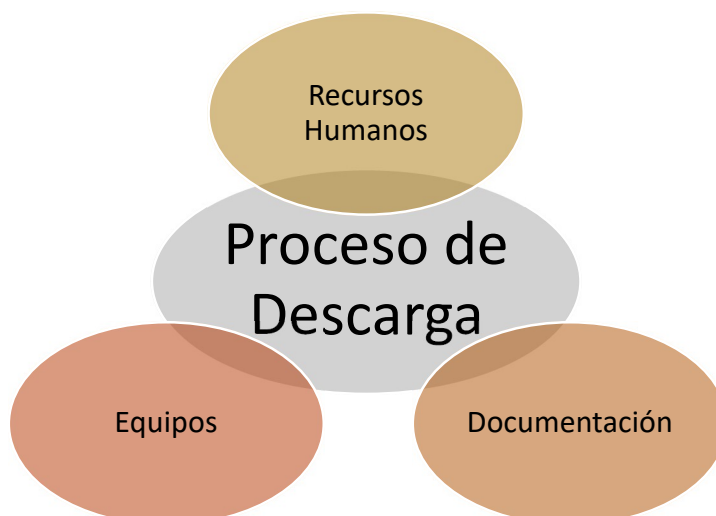 Recursos
Humanos
Proceso de
Descarga
Equipos
Documentación